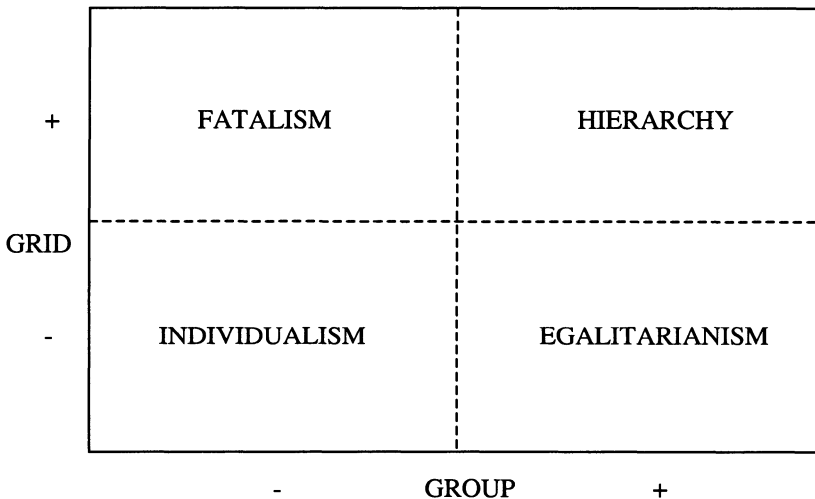 + FATALISM HIERARCHY
GRID
- INDIVIDUALISM EGALITARIANISM
- GROUP +